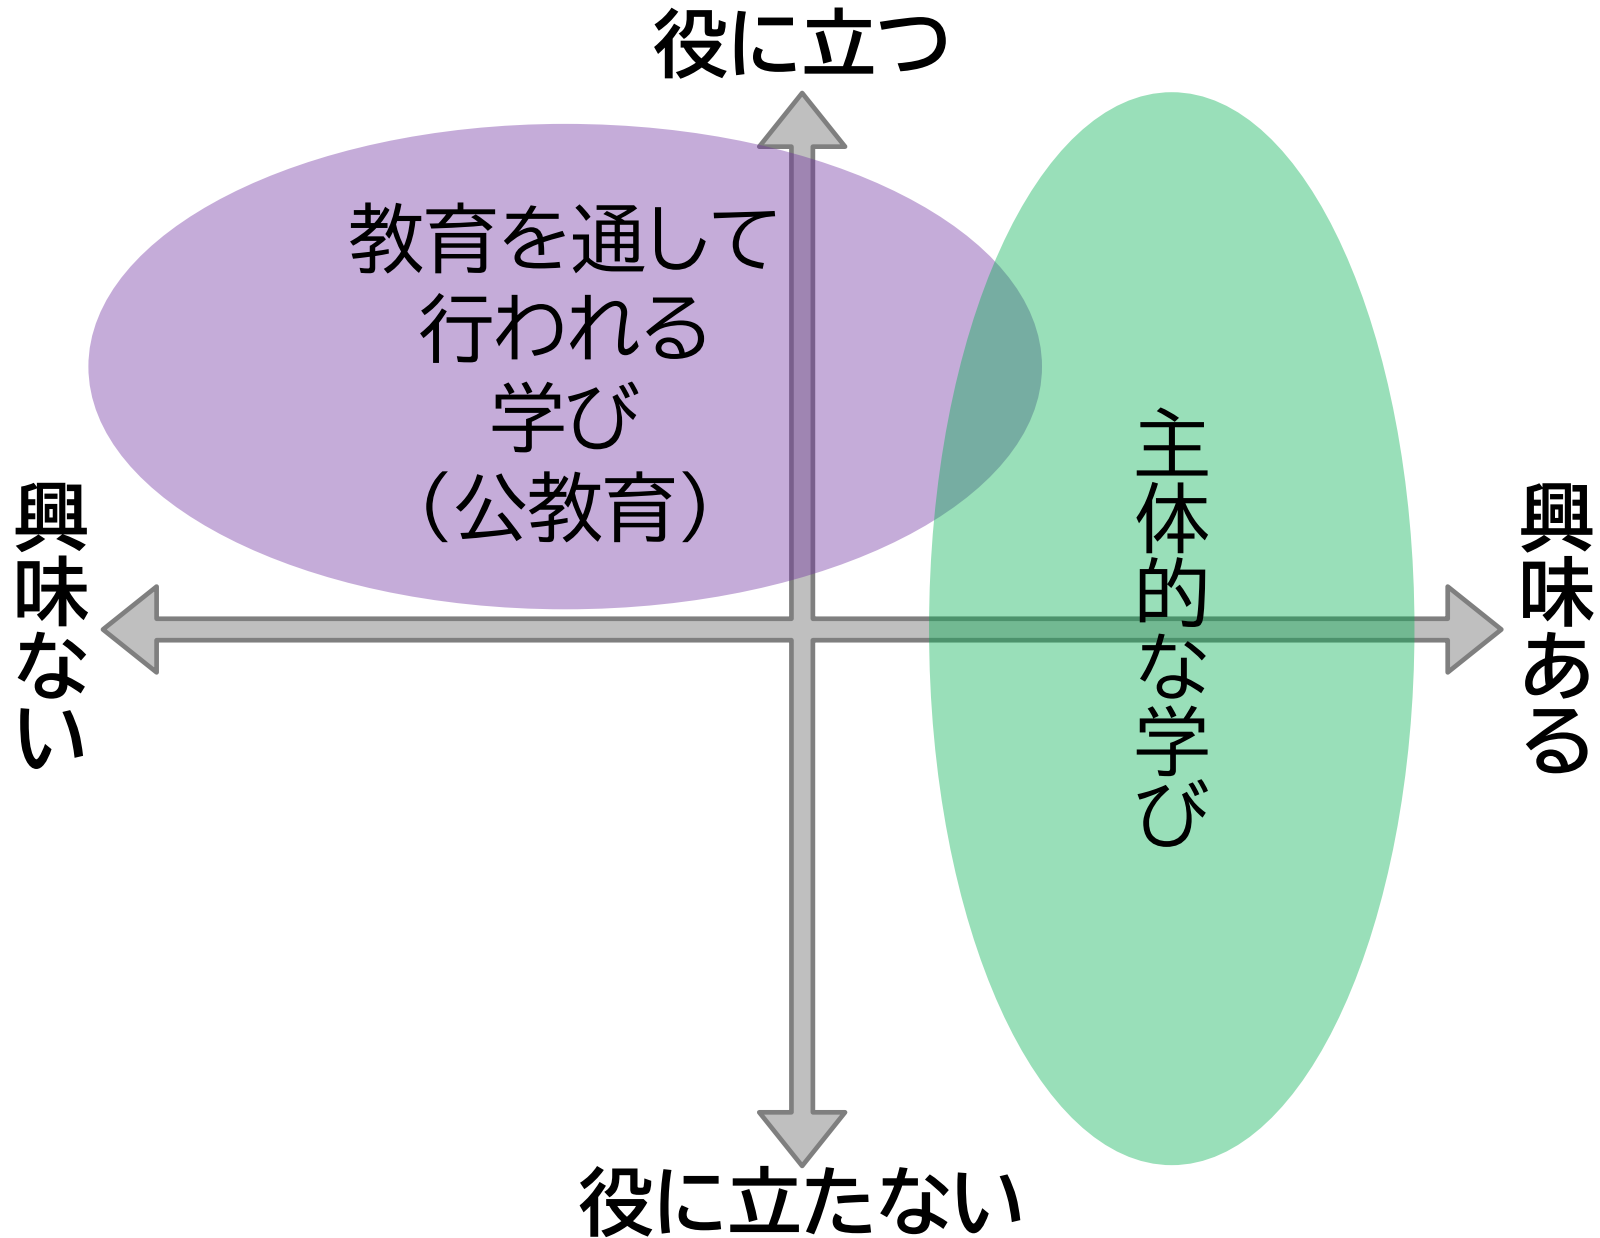 役に立つ
教育を通して
行われる
学び
（公教育）
主体的な学び
興味ない
興味ある
役に立たない